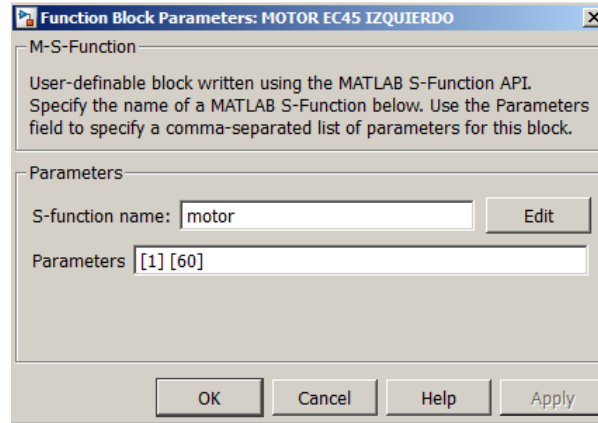 Function Block Parameters: MOTOR EC45 IZQUIERDO
M-S-Function
User-definable block written using the MATLAB S-Function API.
Specify the name of a MATLAB S-Function below. Use the Parameters
field to specify a comma-separated list of parameters for this block.
Parameters
S-function name: motor Edit
Parameters [1] [60]
OK Cancel Help Apply